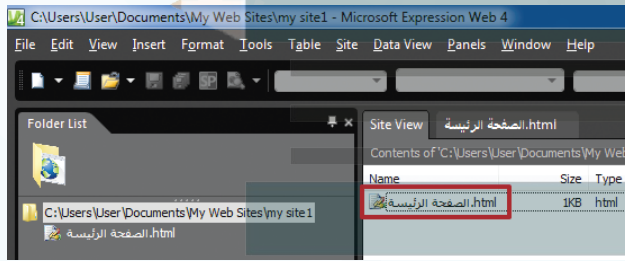 C:\Users\User\Documents\My Web Sites\my site1 - Microsoft Expression Web 4
File Edit View Insert Format Tools Table Site Data View Panels Window Help
Folder List
Site View الصفحة الرئيسة.html
Contents of 'C:\Users\User\Documents\My Web
Name Size Type
الصفحة الرئيسة.html 1KB html
C:\Users\User\Documents\My Web Sites\my site1
الصفحة الرئيسة.html